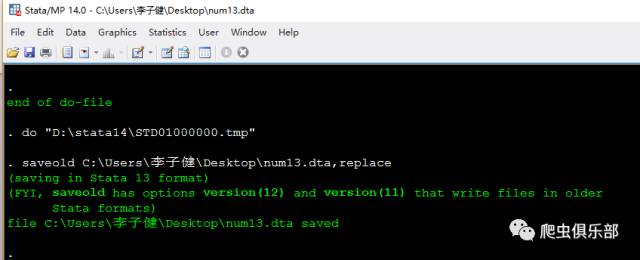 Stata/MP 14.0 - C:\Users\李子健\Desktop\num13.dta
File Edit Data Graphics Statistics User Window Help
.
end of do-file
. do "D:\stata14\STD01000000.tmp"
. saveold C:\Users\李子健\Desktop\num13.dta,replace
(saving in Stata 13 format)
(FYI, saveold has options version(12) and version(11) that write files in older
Stata formats)
file C:\Users\李子健\Desktop\num13.dta saved
.
爬虫俱乐部